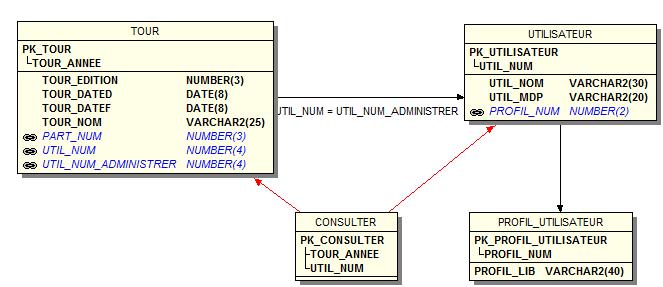 TOUR
PK_TOUR
TOUR_ANNEE
TOUR_EDITION NUMBER(3)
TOUR_DATED DATE(8)
TOUR_DATEF DATE(8)
TOUR_NOM VARCHAR2(25)
PART_NUM NUMBER(3)
UTIL_NUM NUMBER(4)
UTIL_NUM_ADMINISTRER NUMBER(4)
UTIL_NUM = UTIL_NUM_ADMINISTRER
UTILISATEUR
PK_UTILISATEUR
UTIL_NUM
UTIL_NOM VARCHAR2(30)
UTIL_MDP VARCHAR2(20)
PROFIL_NUM NUMBER(2)
CONSULTER
PK_CONSULTER
TOUR_ANNEE
UTIL_NUM
PROFIL_UTILISATEUR
PK_PROFIL_UTILISATEUR
PROFIL_NUM
PROFIL_LIB VARCHAR2(40)